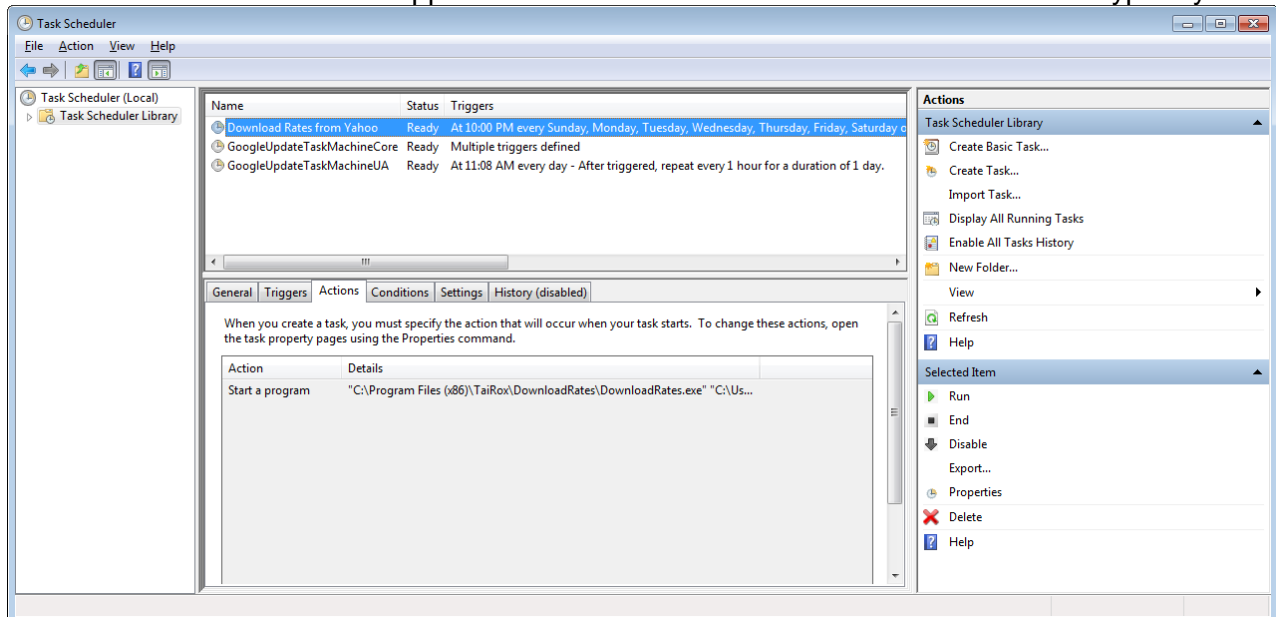 Task Scheduler
File Action View Help
Task Scheduler (Local)
Task Scheduler Library
Name Status Triggers
Download Rates from Yahoo Ready At 10:00 PM every Sunday, Monday, Tuesday, Wednesday, Thursday, Friday, Saturday o
GoogleUpdateTaskMachineCore Ready Multiple triggers defined
GoogleUpdateTaskMachineUA Ready At 11:08 AM every day - After triggered, repeat every 1 hour for a duration of 1 day.
General Triggers Actions Conditions Settings History (disabled)
When you create a task, you must specify the action that will occur when your task starts. To change these actions, open
the task property pages using the Properties command.
Action Details
Start a program "C:\Program Files (x86)\TaiRox\DownloadRates\DownloadRates.exe" "C:\Us...
Actions
Task Scheduler Library
Create Basic Task...
Create Task...
Import Task...
Display All Running Tasks
Enable All Tasks History
New Folder...
View
Refresh
Help
Selected Item
Run
End
Disable
Export...
Properties
Delete
Help